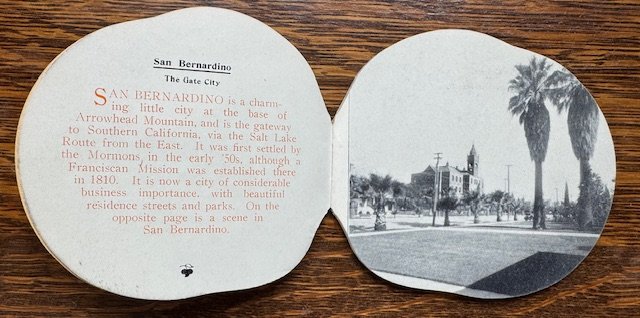 San Bernardino
The Gate City
SAN BERNARDINO is a charm-
ing little city at the base of
Arrowhead Mountain, and is the gateway
to Southern California, via the Salt Lake
Route from the East. It was first settled by
the Mormons in the early '50s, although a
Franciscan Mission was established there
in 1810. It is now a city of considerable
business importance, with beautiful
residence streets and parks. On the
opposite page is a scene in
San Bernardino.